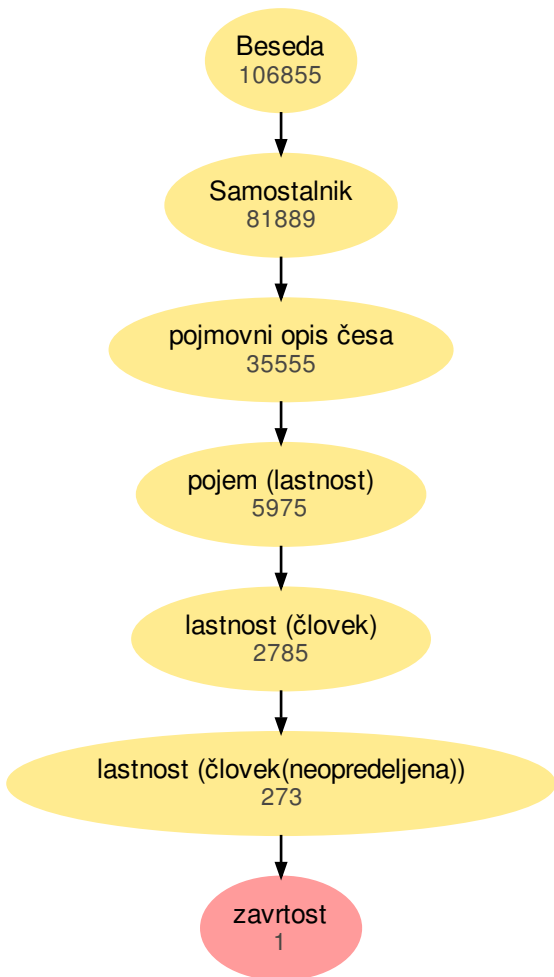 Beseda
106855
Samostalnik
81889
pojmovni opis česa
35555
pojem (lastnost)
5975
lastnost (človek)
2785
lastnost (človek(neopredeljena))
273
zavrtost
1